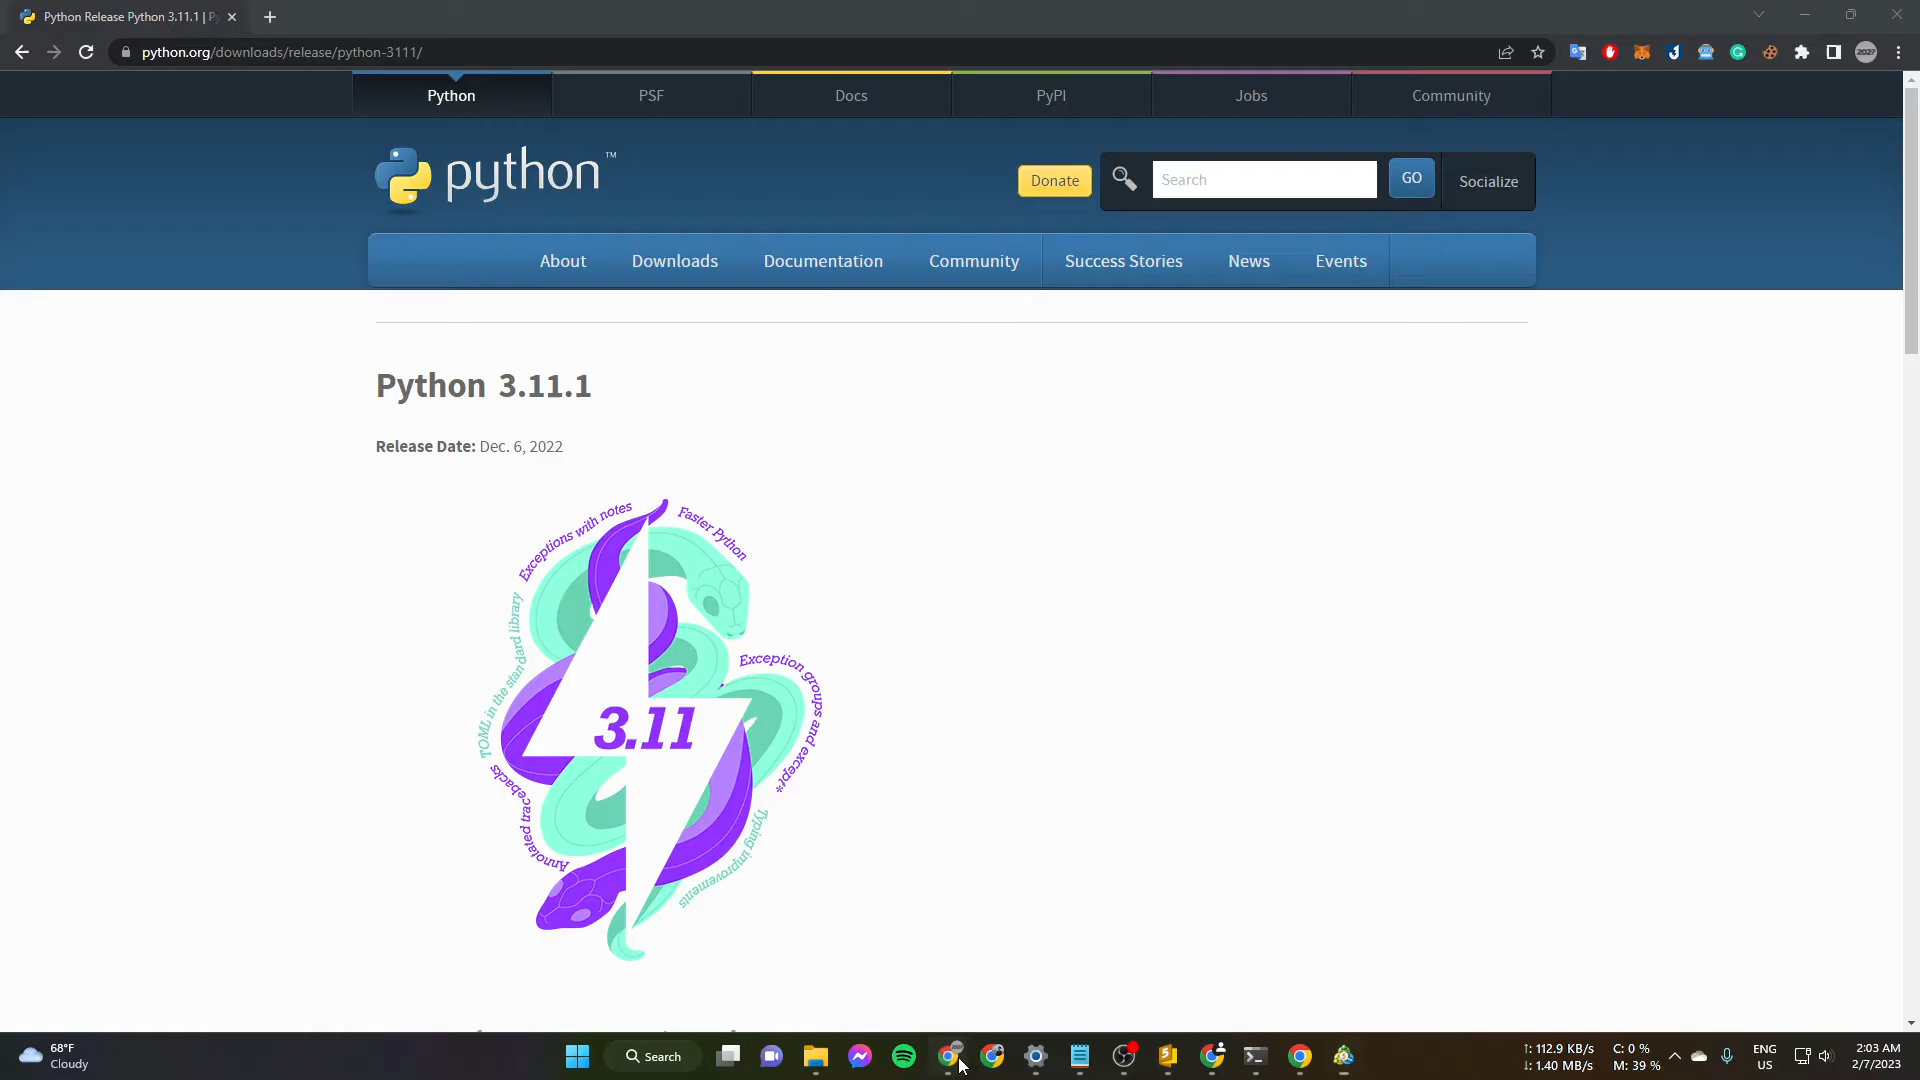 Python Release Python 3.11.1 | P
python.org/downloads/release/python-3111/
Python
PSF
Docs
PyPI
Jobs
Community
python™
Donate
Search
GO
Socialize
About
Downloads
Documentation
Community
Success Stories
News
Events
Python 3.11.1
Release Date: Dec. 6, 2022
Exceptions with notes
Faster Python
TOML in the standard library
Exception groups and except*
3.11
Annotated tracebacks
Typing improvements
68°F
Cloudy
Search
↑: 112.9 KB/s
↓: 1.40 MB/s
C: 0 %
M: 39 %
ENG
US
2:03 AM
2/7/2023